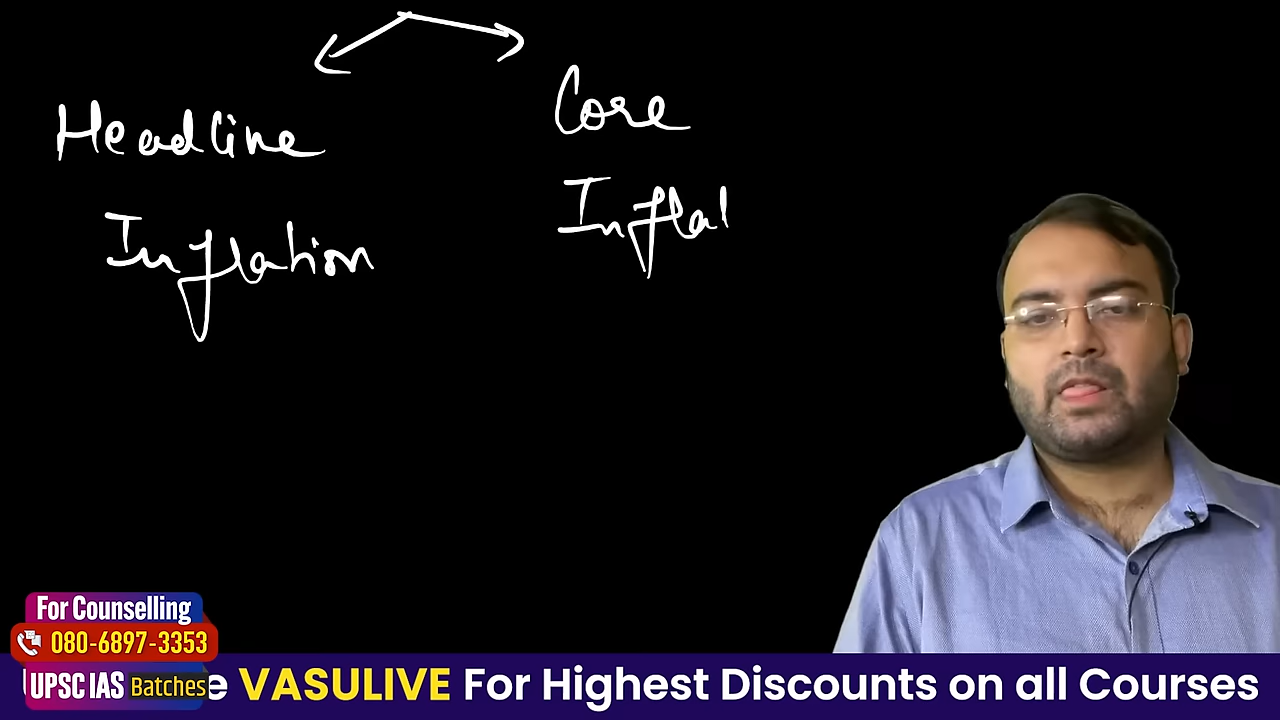 Headline
Inflation
Core
Inflat
For Counselling
080-6897-3353
UPSC IAS Batches
e VASULIVE For Highest Discounts on all Courses